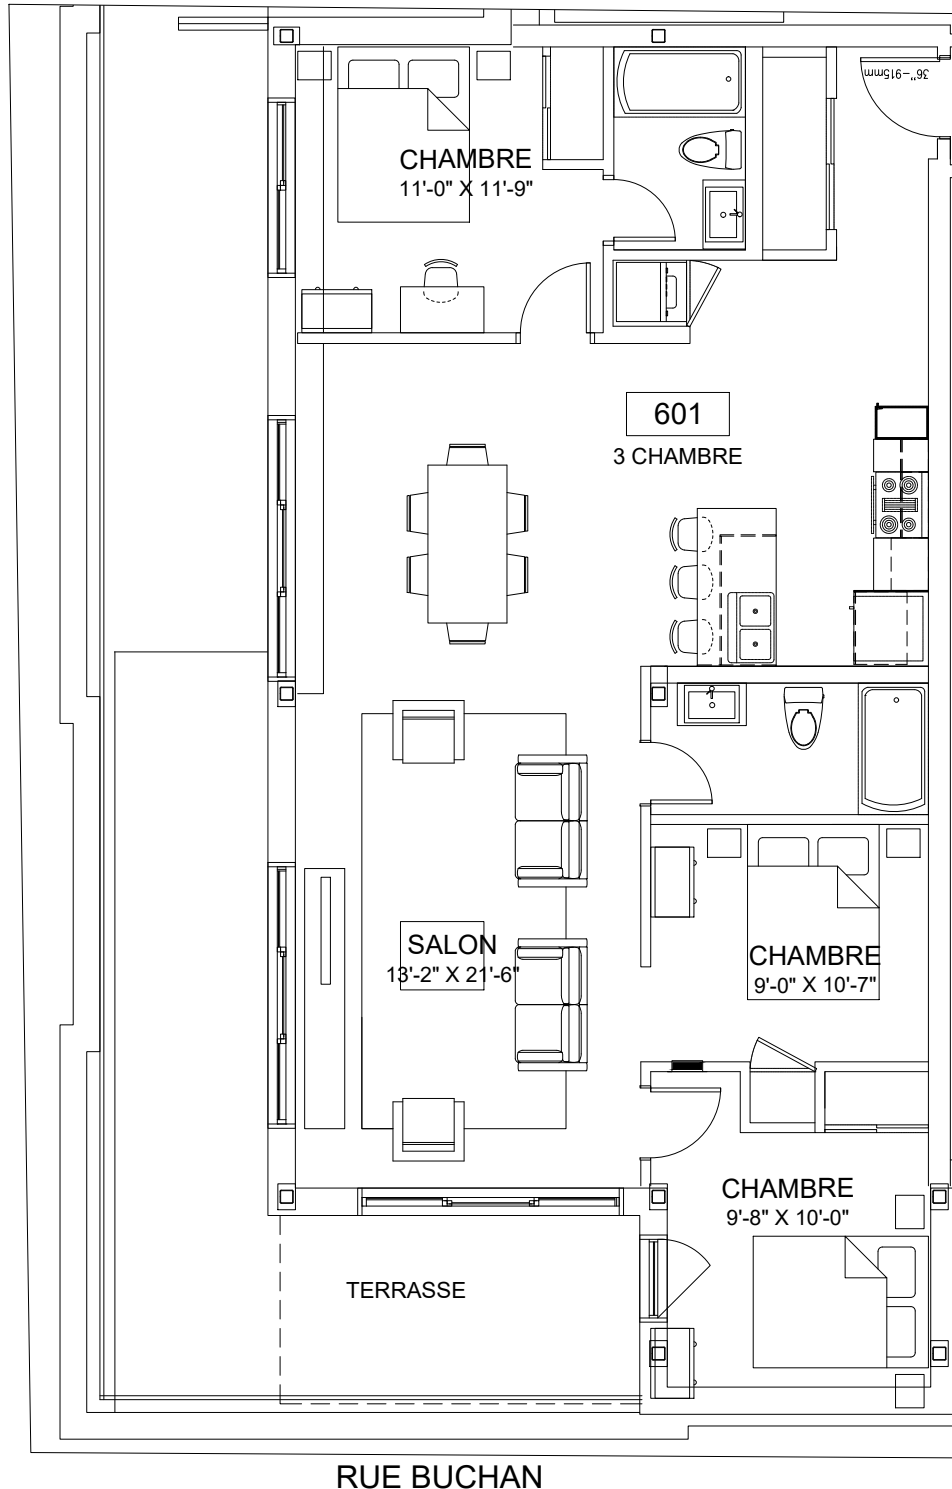 36"-915mm
CHAMBRE
11'-0" X 11'-9"
601
3 CHAMBRE
SALON
13'-2" X 21'-6"
CHAMBRE
9'-0" X 10'-7"
CHAMBRE
9'-8" X 10'-0"
TERRASSE
RUE BUCHAN